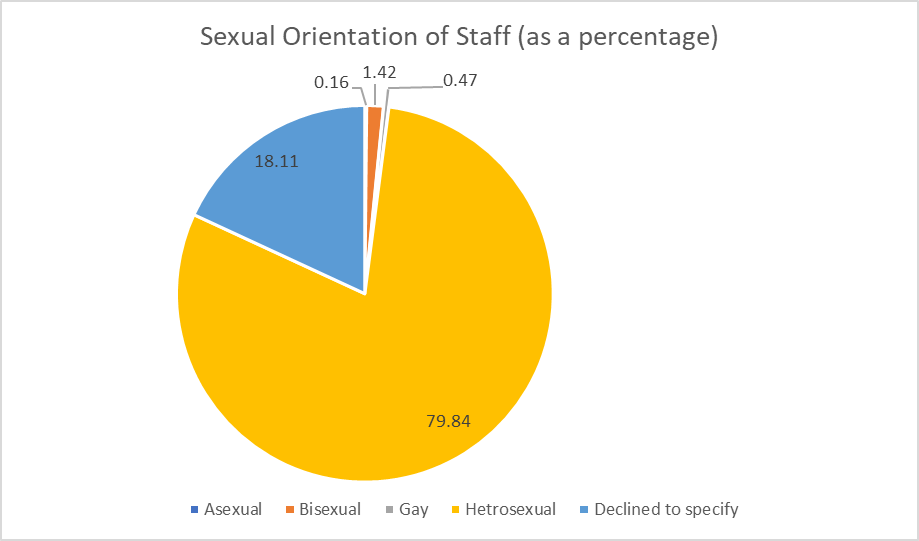 Sexual Orientation of Staff (as a percentage)
0.16
1.42
0.47
18.11
79.84
Asexual Bisexual Gay Hetrosexual Declined to specify